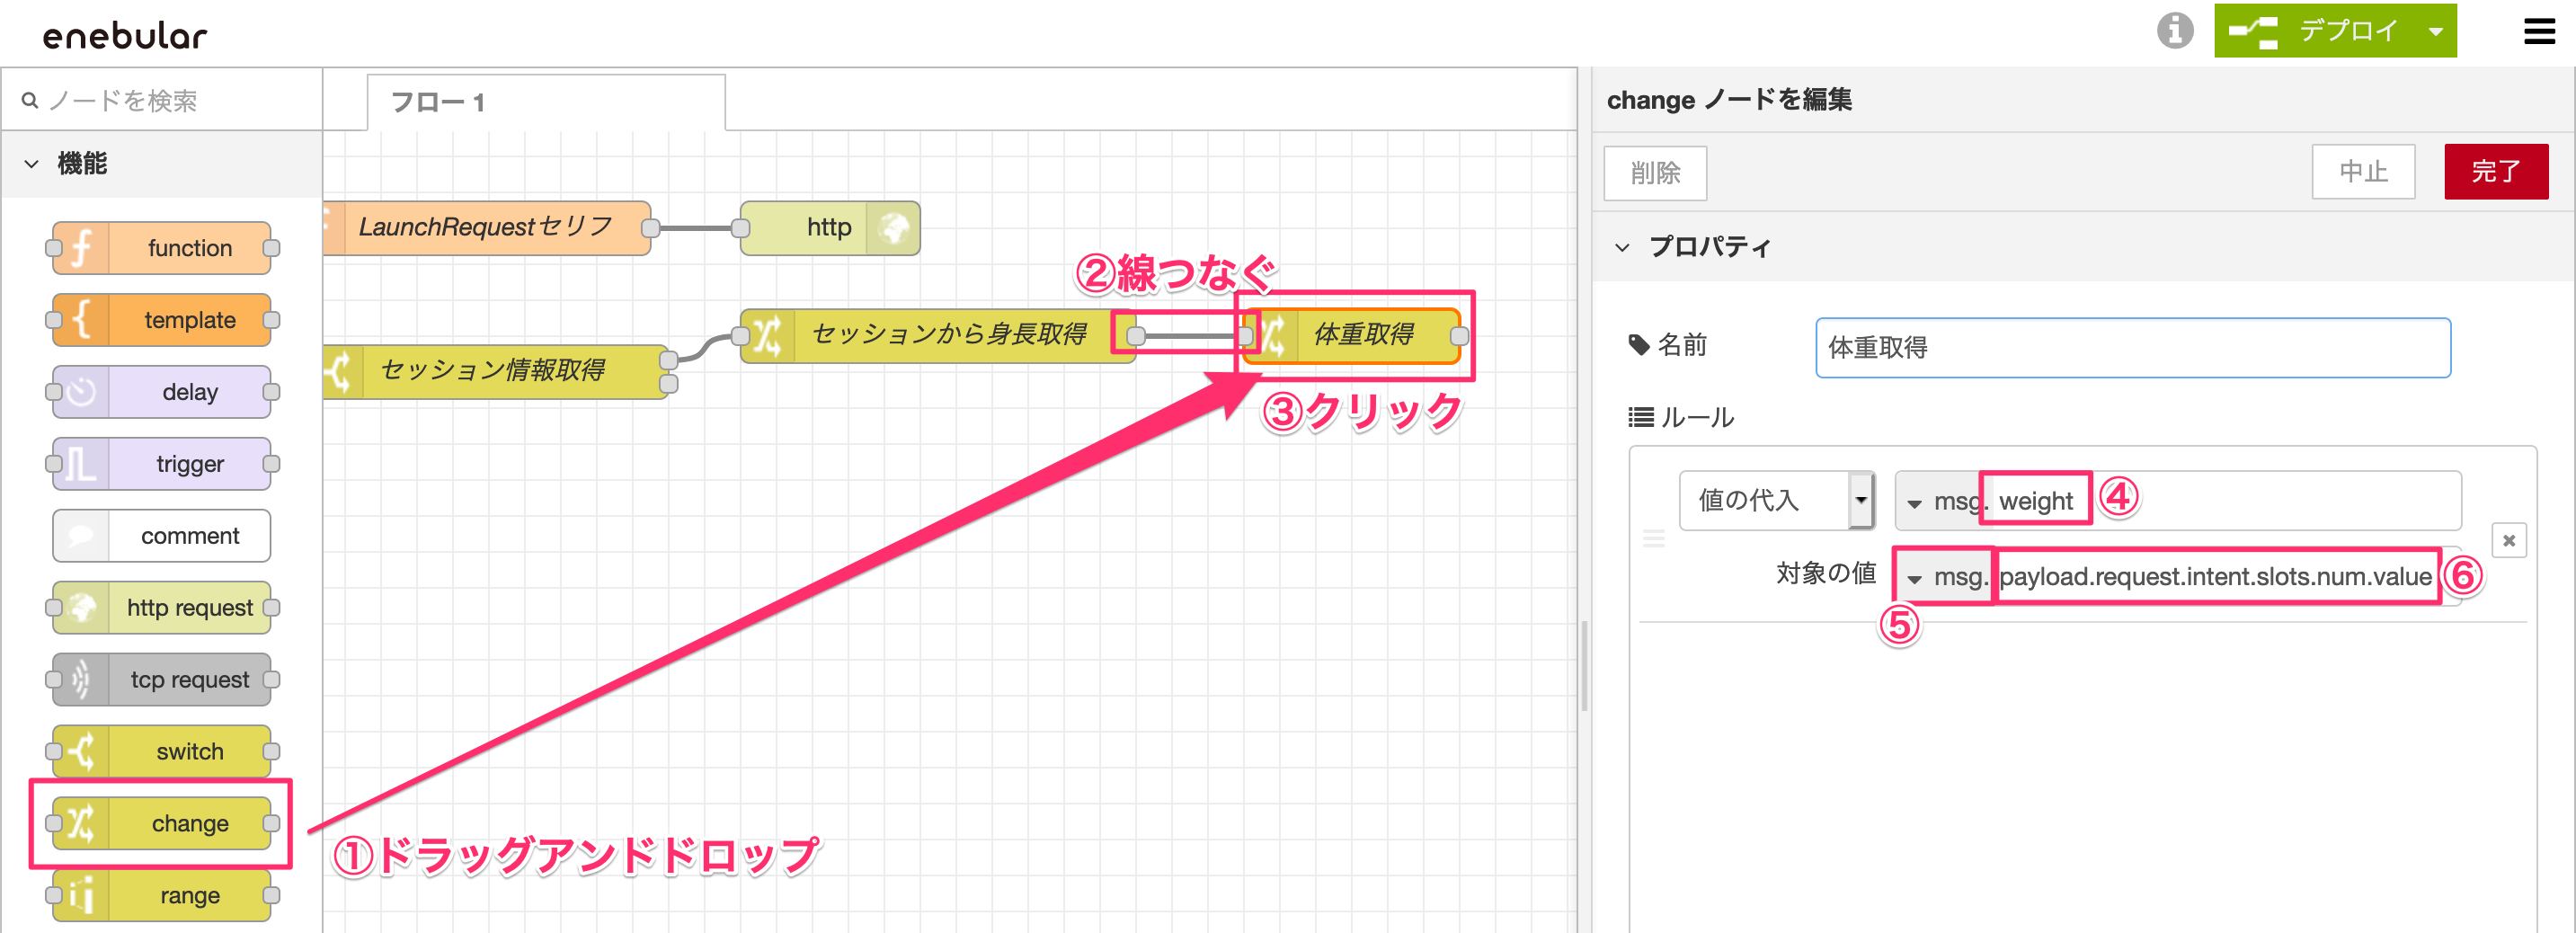 enebular
デプロイ
ノードを検索
機能
function
template
delay
trigger
comment
http request
tcp request
switch
change
range
フロー 1
LaunchRequestセリフ
http
②線つなぐ
セッションから身長取得
体重取得
セッション情報取得
③クリック
①ドラッグアンドドロップ
change ノードを編集
削除
中止
完了
プロパティ
名前
体重取得
ルール
値の代入
msg. weight ④
対象の値
msg. payload.request.intent.slots.num.value ⑥
⑤